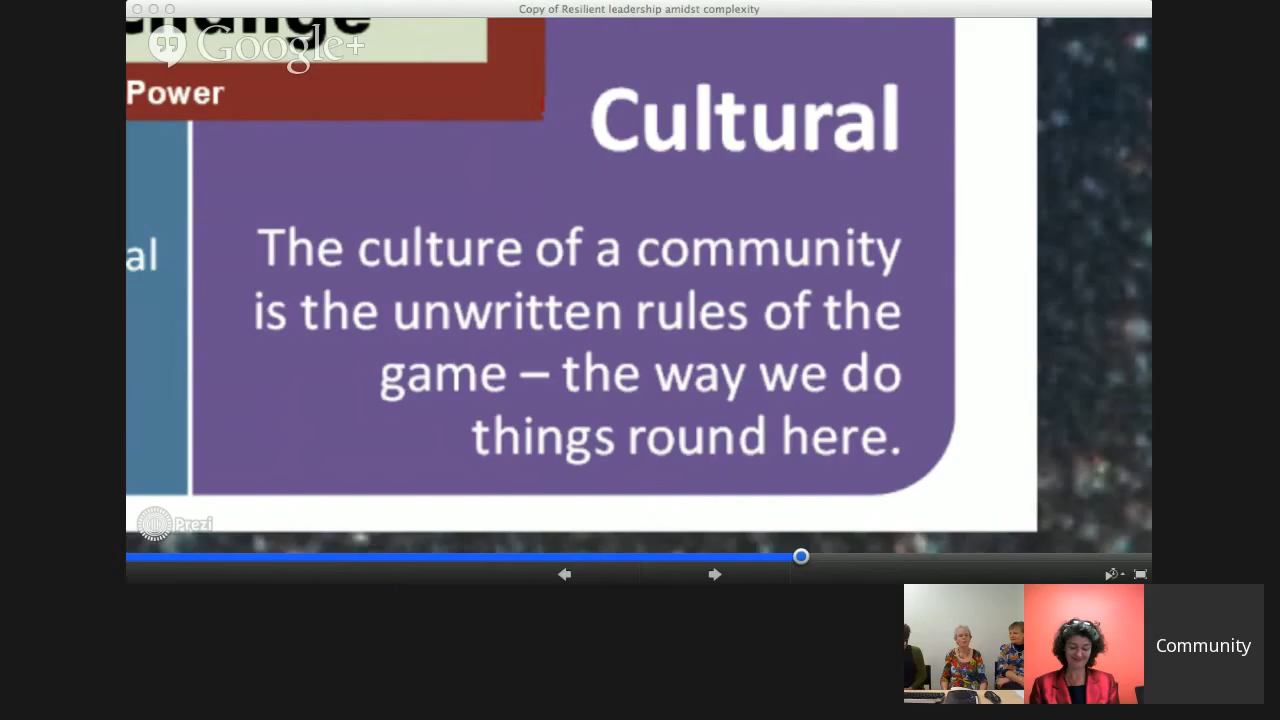 Copy of Resilient leadership amidst complexity
change
Google+
Power
Cultural
al
The culture of a community
is the unwritten rules of the
game – the way we do
things round here.
Prezi
Community